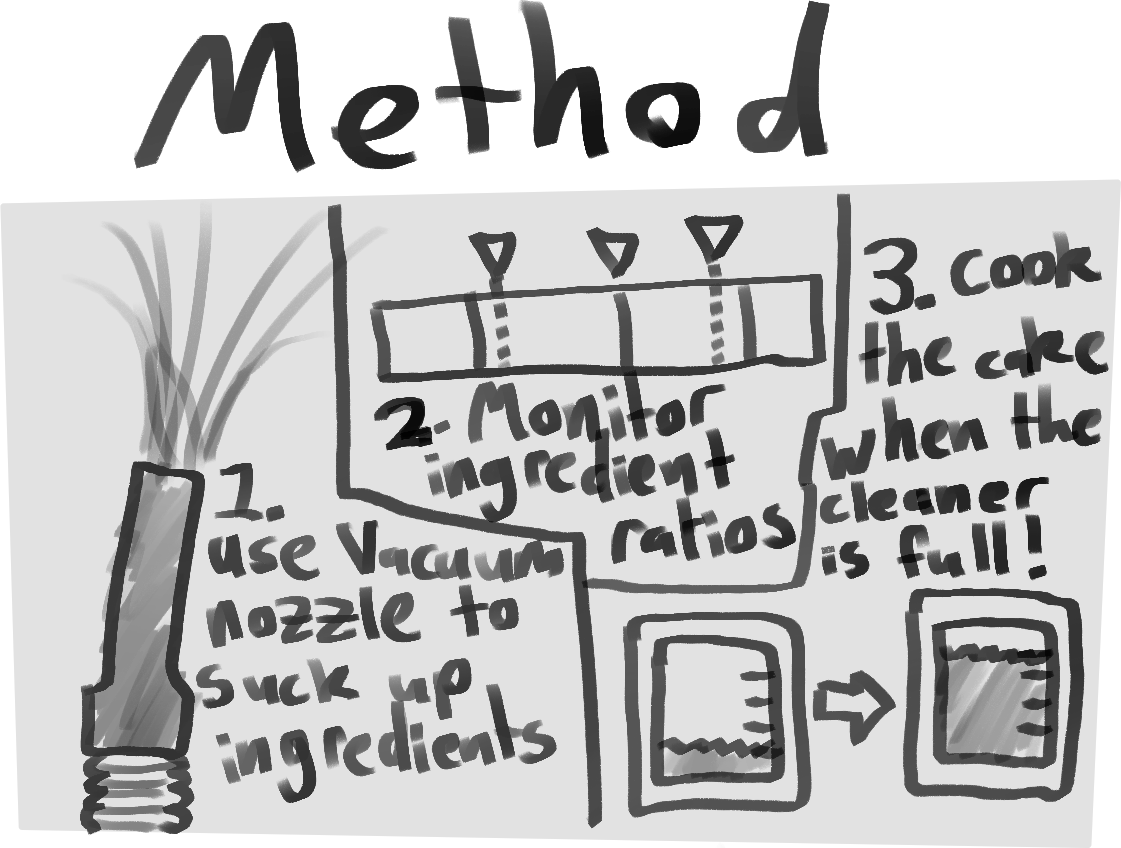 Method
1.
use Vacuum
nozzle to
suck up
ingredients
2. Monitor
ingredient
ratios
3. Cook
the cake
when the
cleaner
is full!